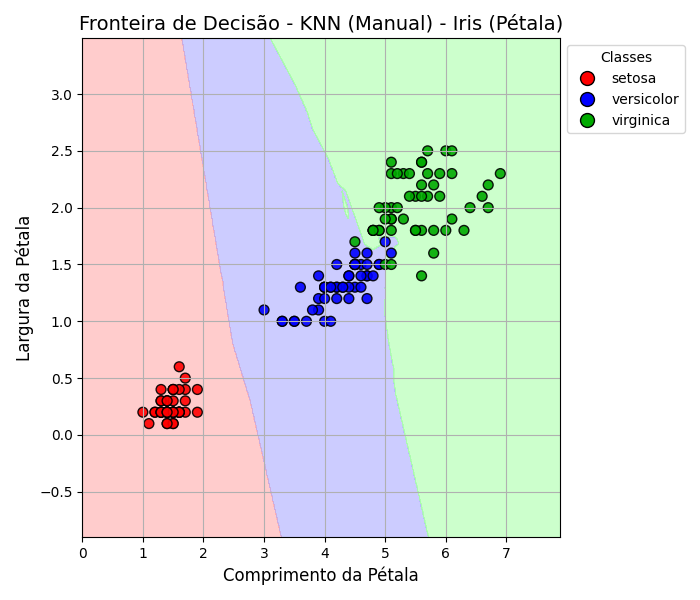 Fronteira de Decisão - KNN (Manual) - Iris (Pétala)
Classes
setosa
versicolor
virginica
Largura da Pétala
3.0
2.5
2.0
1.5
1.0
0.5
0.0
−0.5
0 1 2 3 4 5 6 7
Comprimento da Pétala